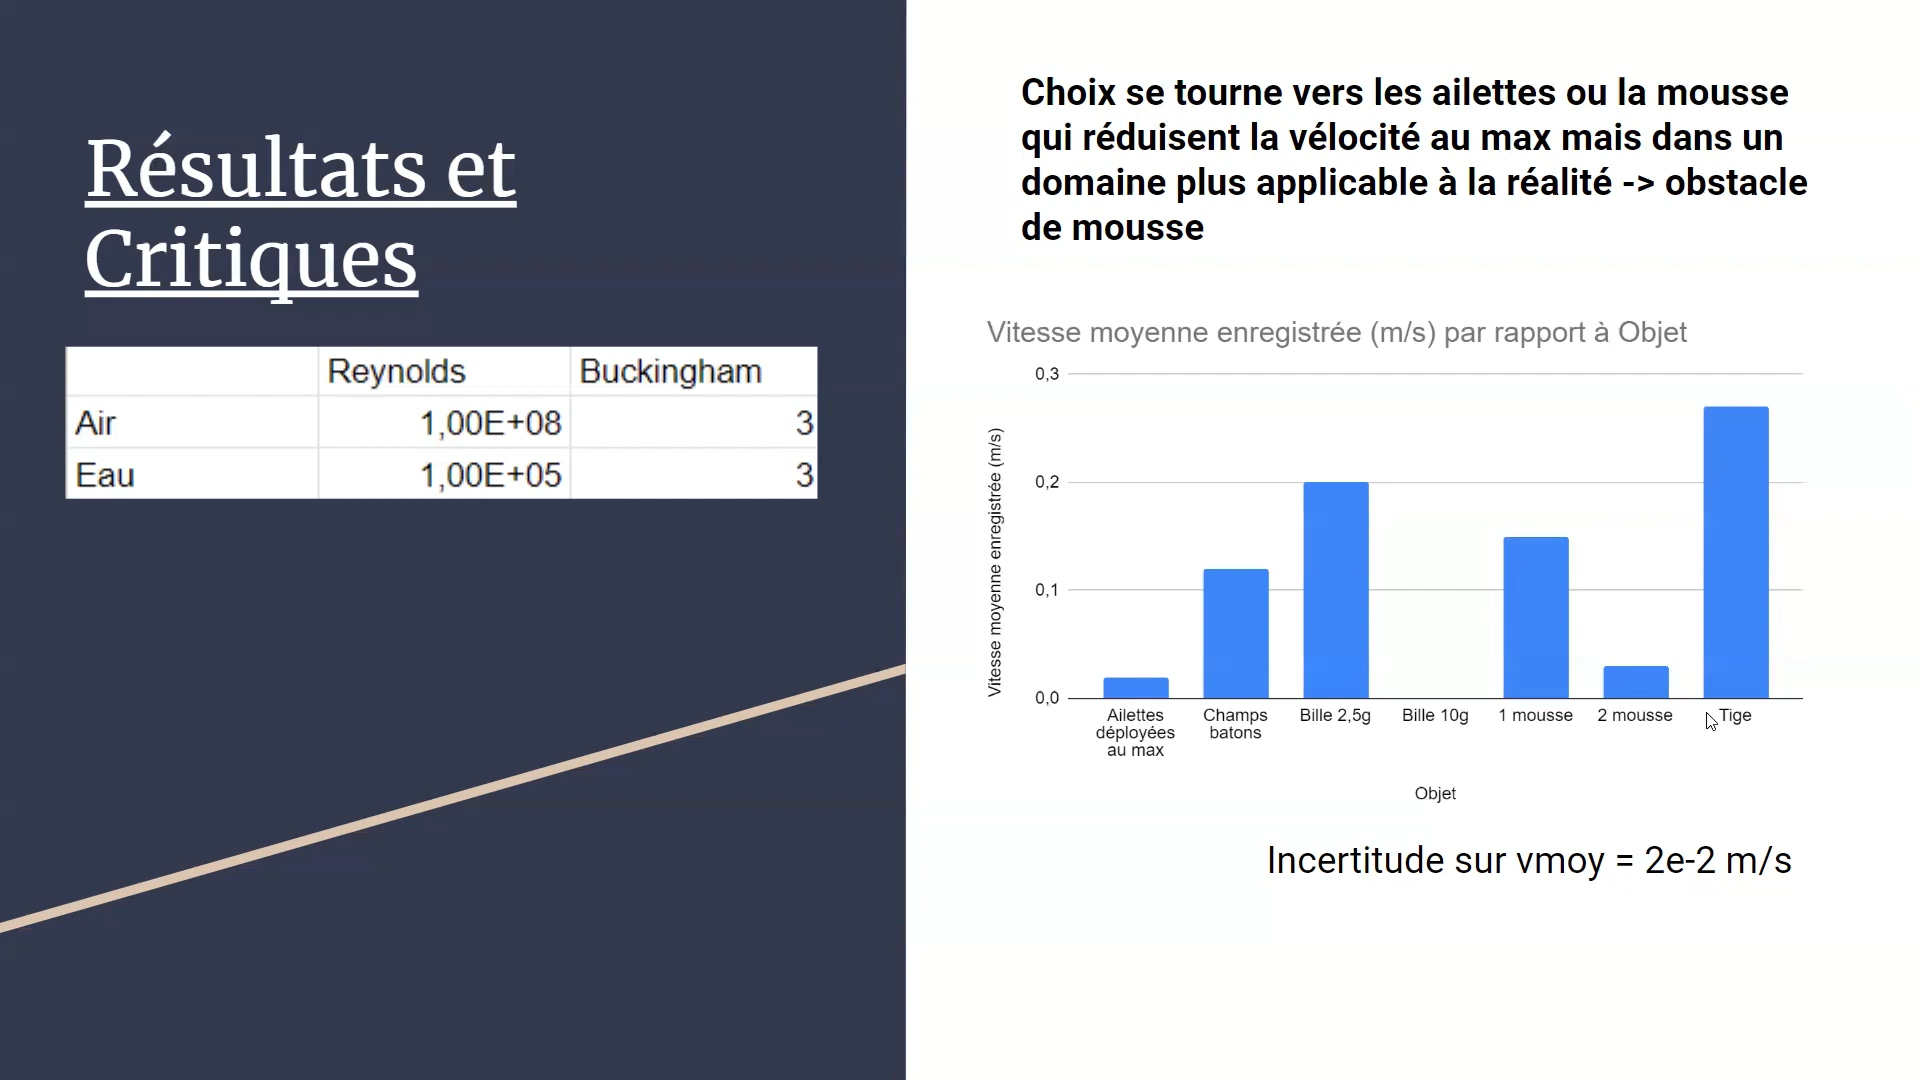 Résultats et
Critiques
Reynolds Buckingham
Air 1,00E+08 3
Eau 1,00E+05 3
Choix se tourne vers les ailettes ou la mousse
qui réduisent la vélocité au max mais dans un
domaine plus applicable à la réalité -> obstacle
de mousse
Vitesse moyenne enregistrée (m/s) par rapport à Objet
Vitesse moyenne enregistrée (m/s)
0,3
0,2
0,1
0,0
Ailettes
déployées
au max
Champs
batons
Bille 2,5g
Bille 10g
1 mousse
2 mousse
Tige
Objet
Incertitude sur vmoy = 2e-2 m/s